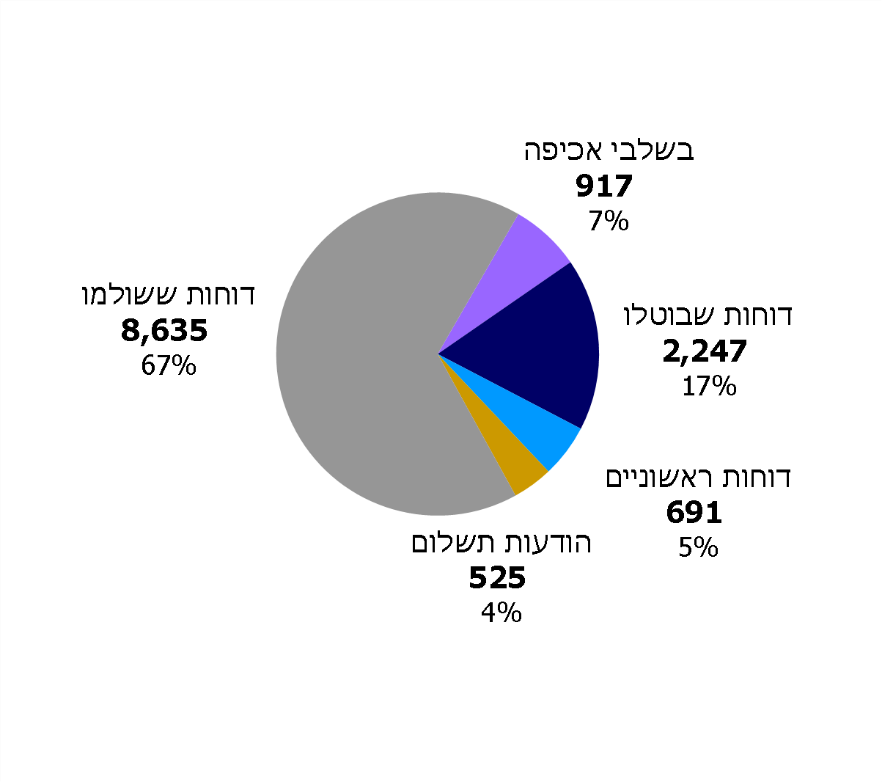 בשלבי אכיפה
917
7%
דוחות ששולמו
8,635
67%
דוחות שבוטלו
2,247
17%
דוחות ראשוניים
691
5%
הודעות תשלום
525
4%